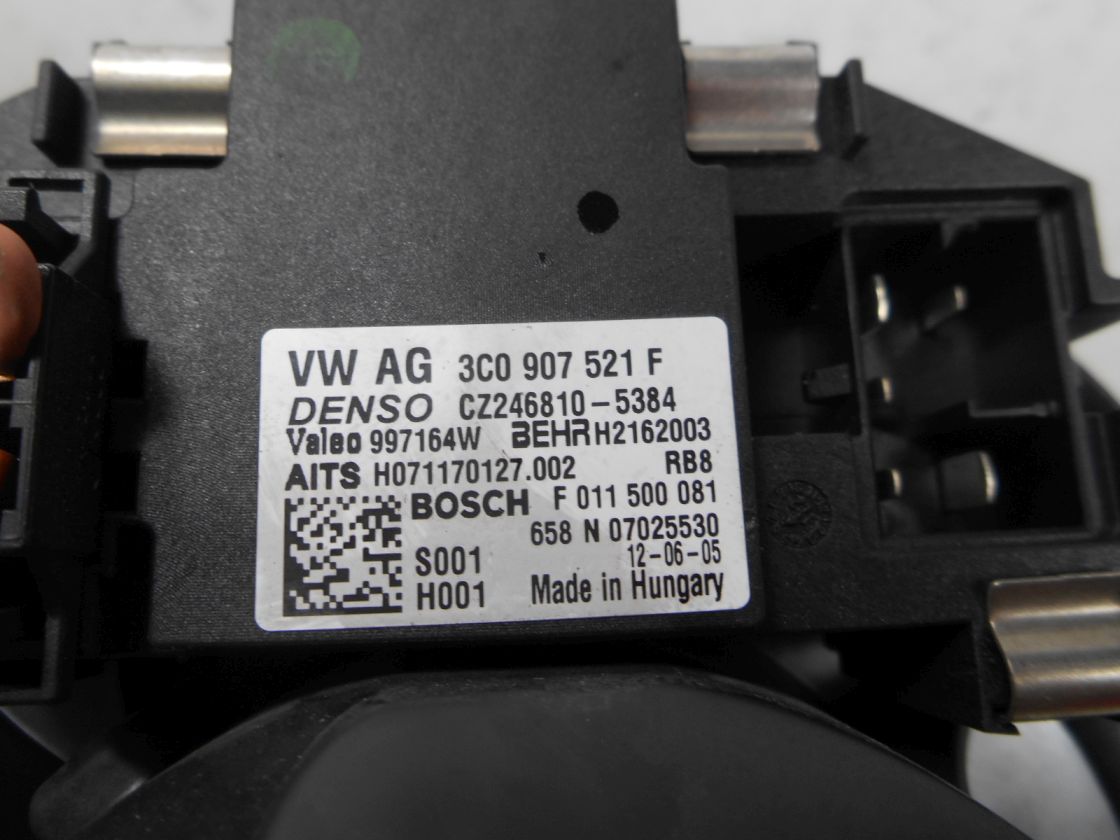 VW AG 3C0 907 521 F
DENSO CZ246810-5384
Valeo 997164W BEHR H2162003
AITS H071170127.002 RB8
BOSCH F 011 500 081
658 N 07025530
S001 12-06-05
H001 Made in Hungary